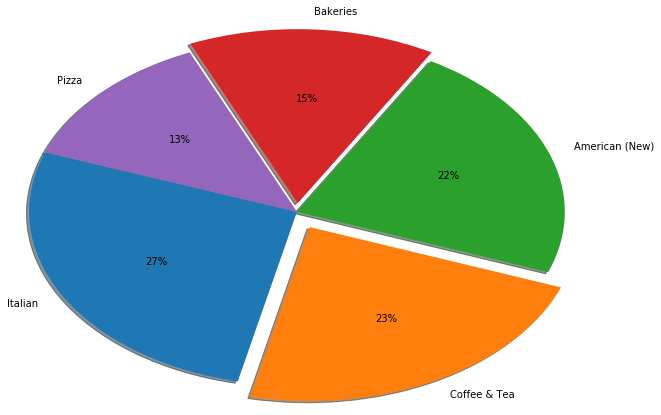 Bakeries
Pizza
15%
13%
American (New)
22%
27%
Italian
23%
Coffee & Tea